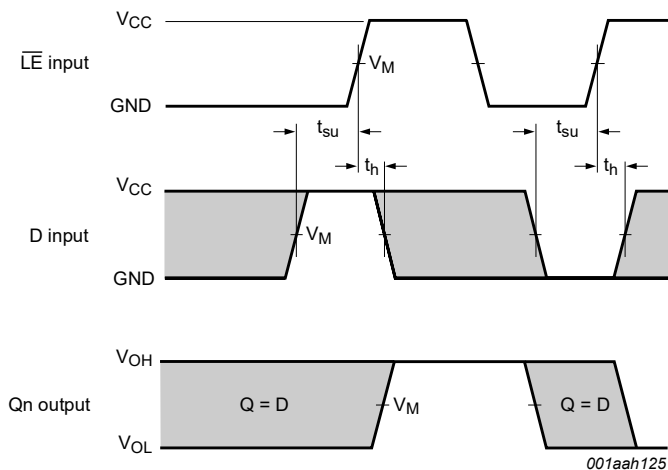 VCC
LE input
VM
GND
tsu
tsu
th
th
VCC
D input
VM
GND
VOH
Qn output
Q = D
VM
Q = D
VOL
001aah125